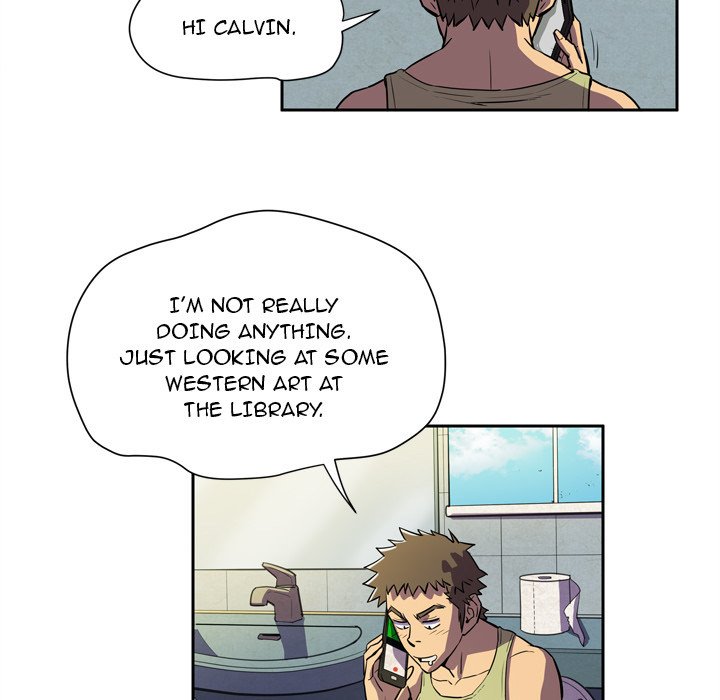 HI CALVIN.
I'M NOT REALLY
DOING ANYTHING.
JUST LOOKING AT SOME
WESTERN ART AT
THE LIBRARY.